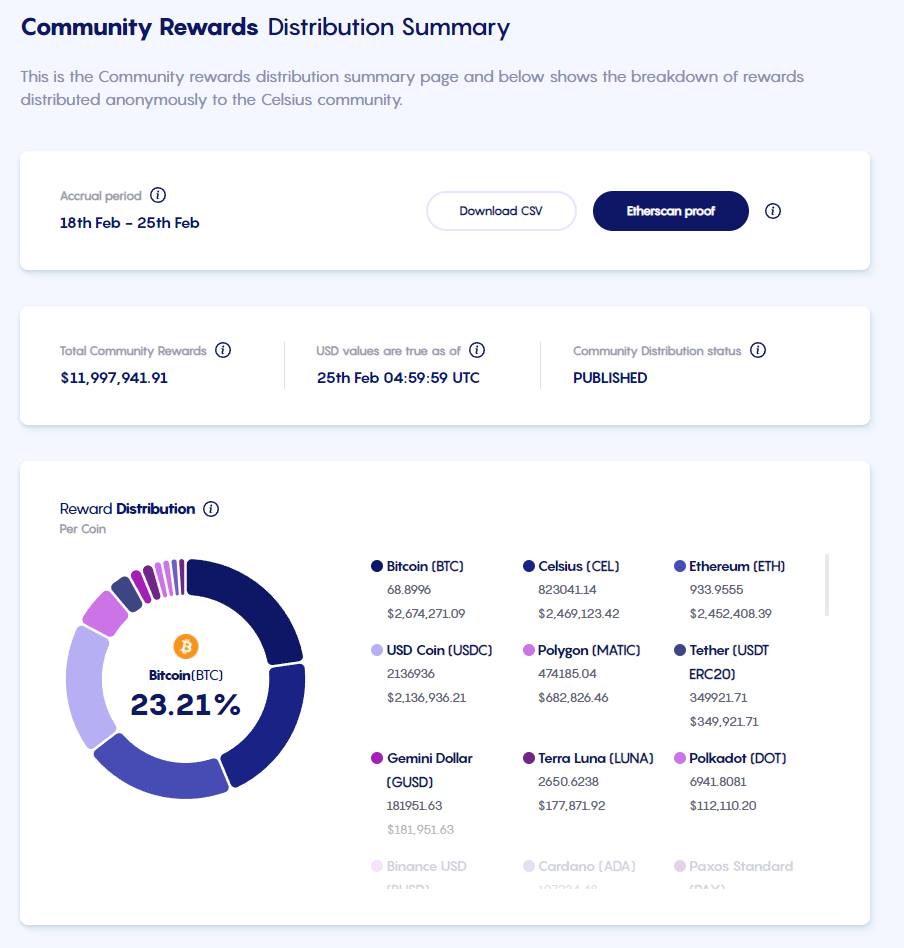 Community Rewards Distribution Summary
This is the Community rewards distribution summary page and below shows the breakdown of rewards
distributed anonymously to the Celsius community.
Accrual period
18th Feb - 25th Feb
Download CSV
Etherscan proof
Total Community Rewards
$11,997,941.91
USD values are true as of
25th Feb 04:59:59 UTC
Community Distribution status
PUBLISHED
Reward Distribution
Per Coin
Bitcoin(BTC)
23.21%
Bitcoin (BTC)
68.8996
$2,674,271.09
Celsius (CEL)
823041.14
$2,469,123.42
Ethereum (ETH)
933.9555
$2,452,408.39
USD Coin (USDC)
2136936
$2,136,936.21
Polygon (MATIC)
474185.04
$682,826.46
Tether (USDT
ERC20)
349921.71
$349,921.71
Gemini Dollar
(GUSD)
181951.63
$181,951.63
Terra Luna (LUNA)
2650.6238
$177,871.92
Polkadot (DOT)
6941.8081
$112,110.20
Binance USD
Cardano (ADA)
Paxos Standard